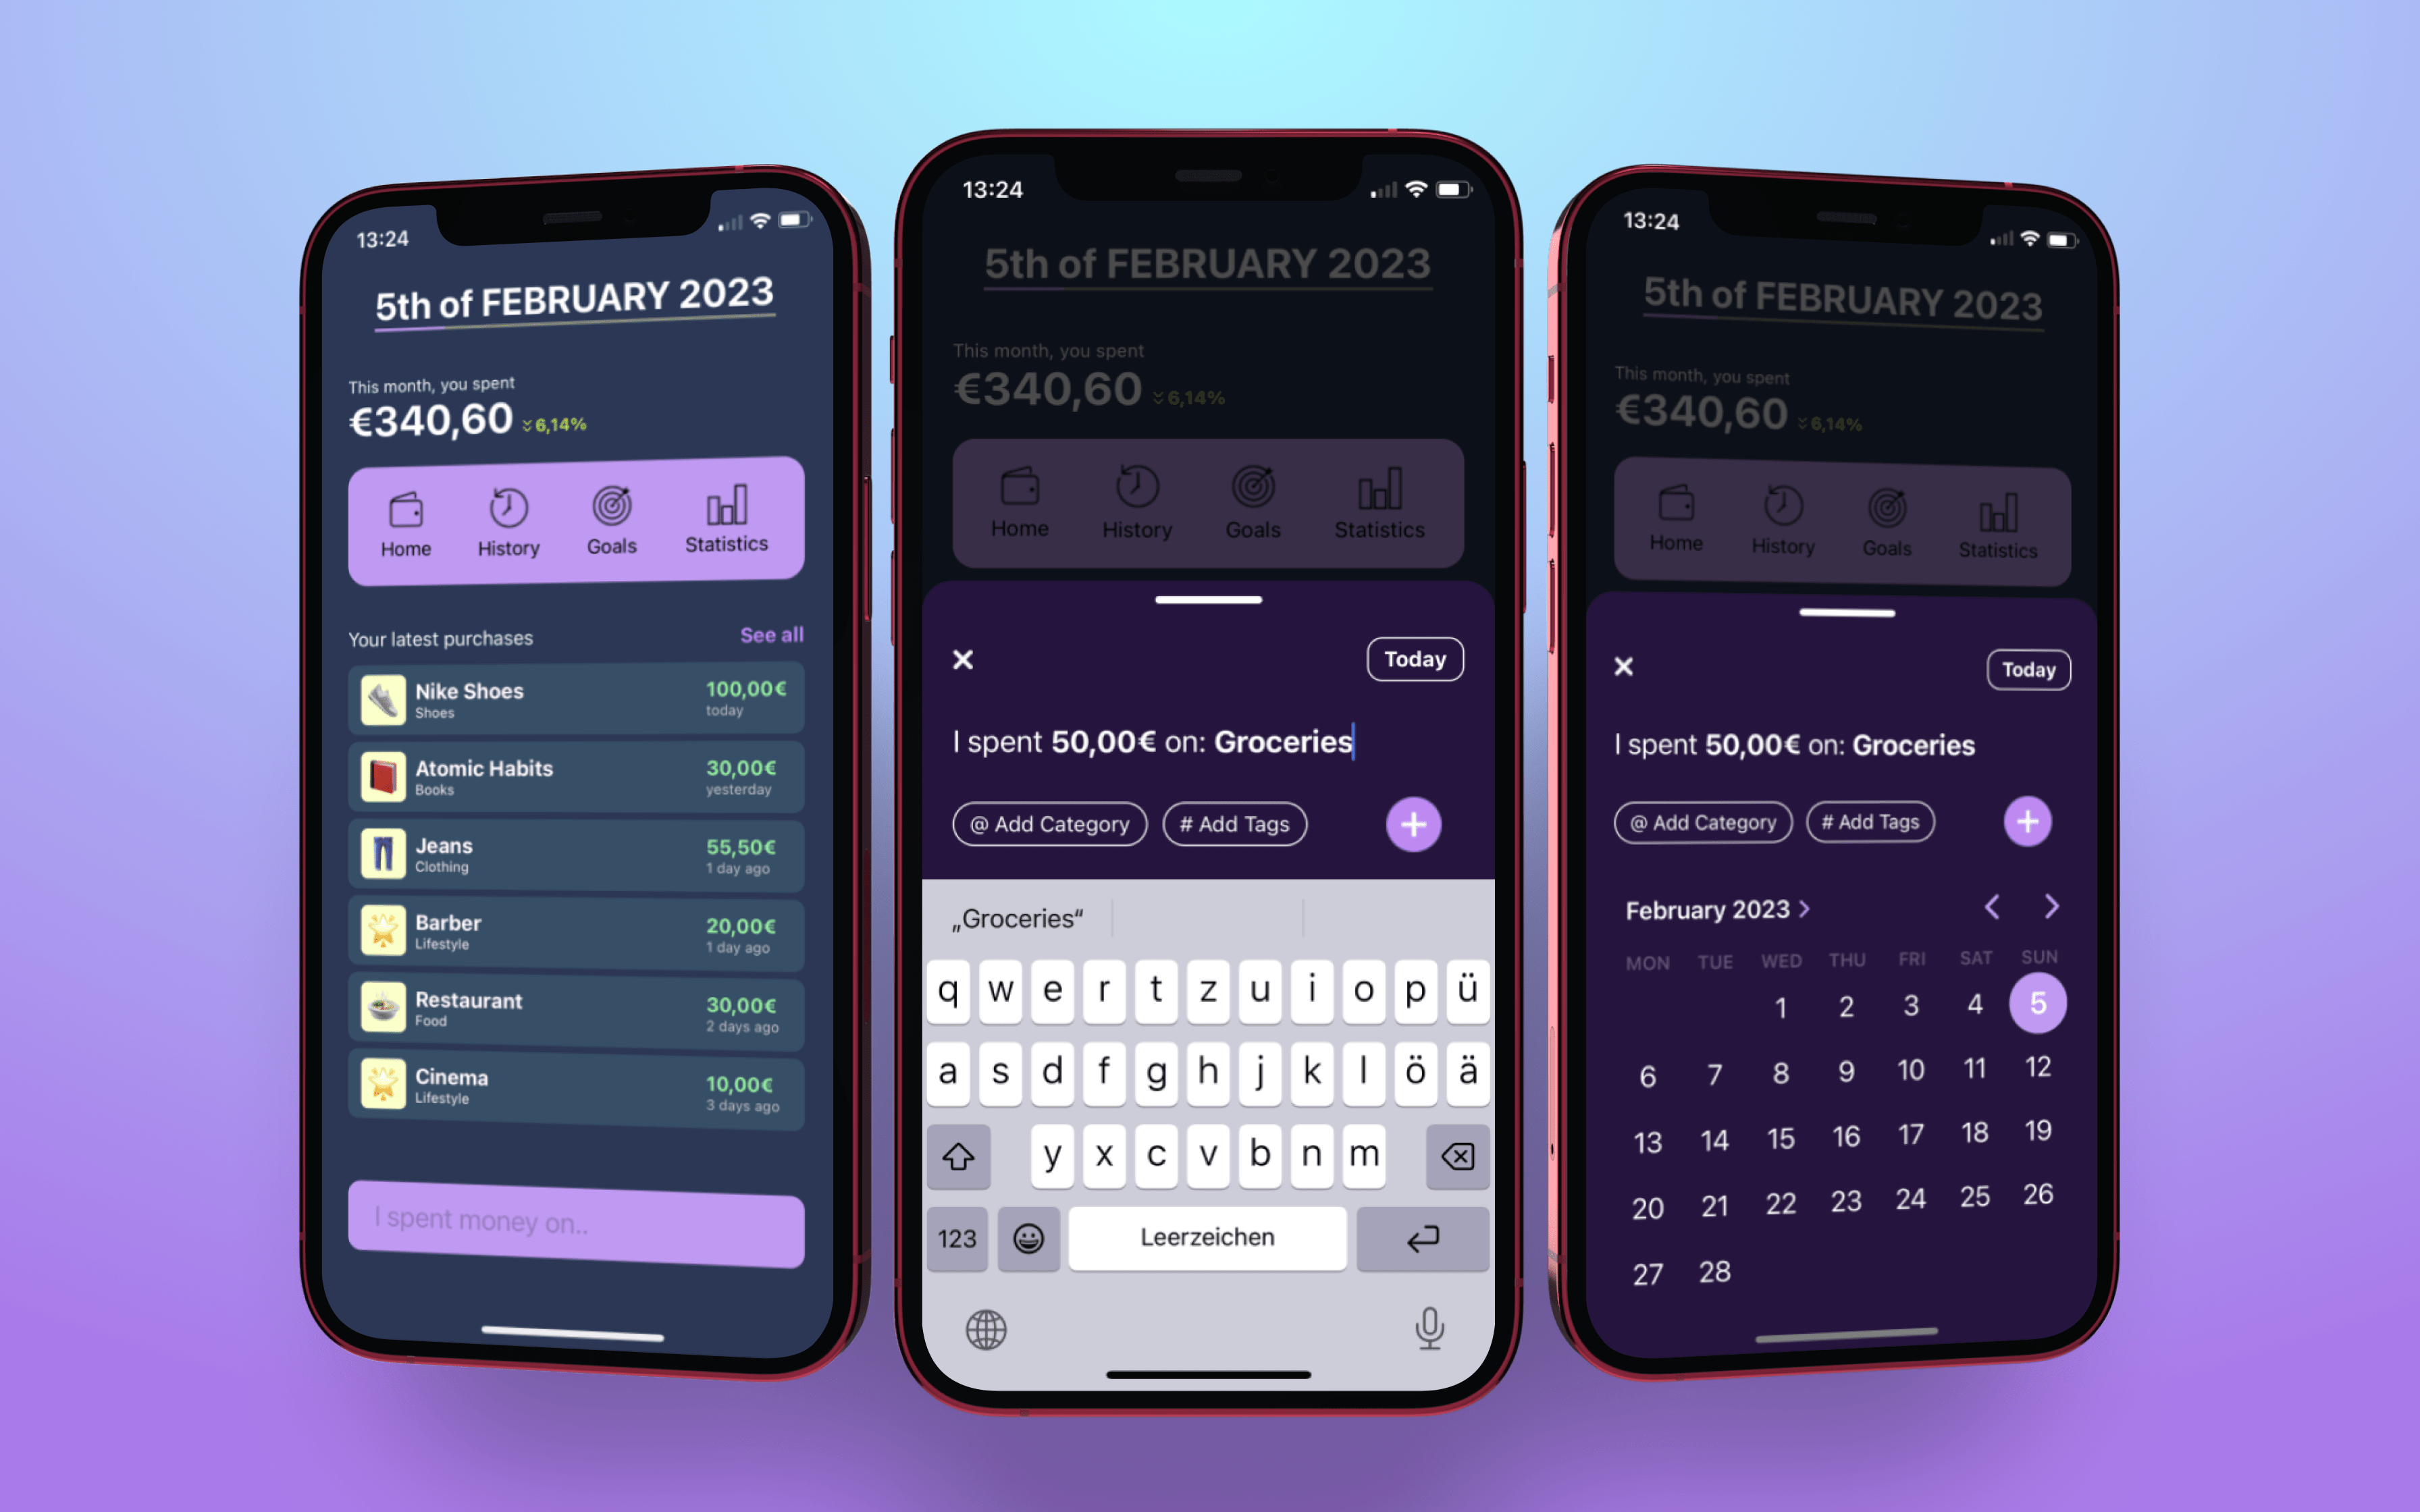 13:24
5th of FEBRUARY 2023
This month, you spent
€340,60 6,14%
Home History Goals Statistics
Your latest purchases See all
Nike Shoes 100,00€
Shoes today
Atomic Habits 30,00€
Books yesterday
Jeans 55,50€
Clothing 1 day ago
Barber 20,00€
Lifestyle 1 day ago
Restaurant 30,00€
Food 2 days ago
Cinema 10,00€
Lifestyle 3 days ago
I spent money on..
13:24
5th of FEBRUARY 2023
This month, you spent
€340,60 6,14%
Home History Goals Statistics
Today
I spent 50,00€ on: Groceries
@ Add Category # Add Tags
„Groceries“
q w e r t z u i o p ü
a s d f g h j k l ö ä
y x c v b n m
123 Leerzeichen
13:24
5th of FEBRUARY 2023
This month, you spent
€340,60 6,14%
Home History Goals Statistics
Today
I spent 50,00€ on: Groceries
@ Add Category # Add Tags
February 2023
MON TUE WED THU FRI SAT SUN
1 2 3 4 5
6 7 8 9 10 11 12
13 14 15 16 17 18 19
20 21 22 23 24 25 26
27 28